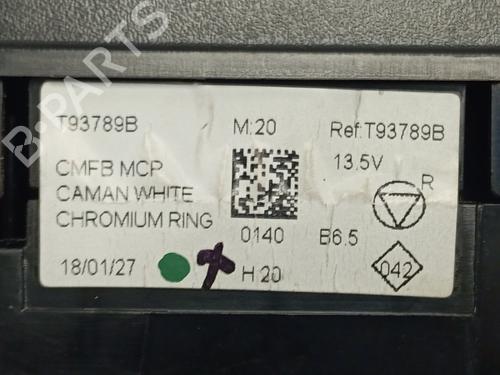 B-PARTS
T93789B M:20 Ref:T93789B
CMFB MCP 13.5V
CAMAN WHITE R
CHROMIUM RING
0140 B6.5
18/01/27 H:20 042